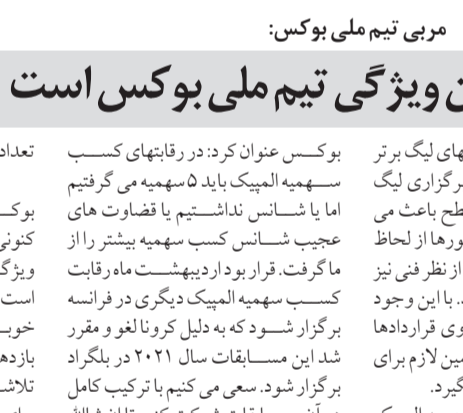 مربی تیم ملی بوکس:
ویژگی تیم ملی بوکس است
های لیگ برتر
برگزاری لیگ
طح باعث می
ورها از لحاظ
از نظر فنی نیز
. با این وجود
وی قراردادها
مین لازم برای
گیرد.
بوکس عنوان کرد: در رقابتهای کسب
سهمیه المپیک باید ۵ سهمیه می گرفتیم
اما یا شانس نداشتیم یا قضاوت های
عجیب شانس کسب سهمیه بیشتر را از
ما گرفت. قرار بود اردیبهشت ماه رقابت
کسب سهمیه المپیک دیگری در فرانسه
برگزار شود که به دلیل کرونا لغو و مقرر
شد این مسابقات سال ۲۰۲۱ در بلگراد
برگزار شود. سعی می کنیم با ترکیب کامل
تعداد
بوک
کنونی
ویژگ
است
خوب
بازده
تلاش